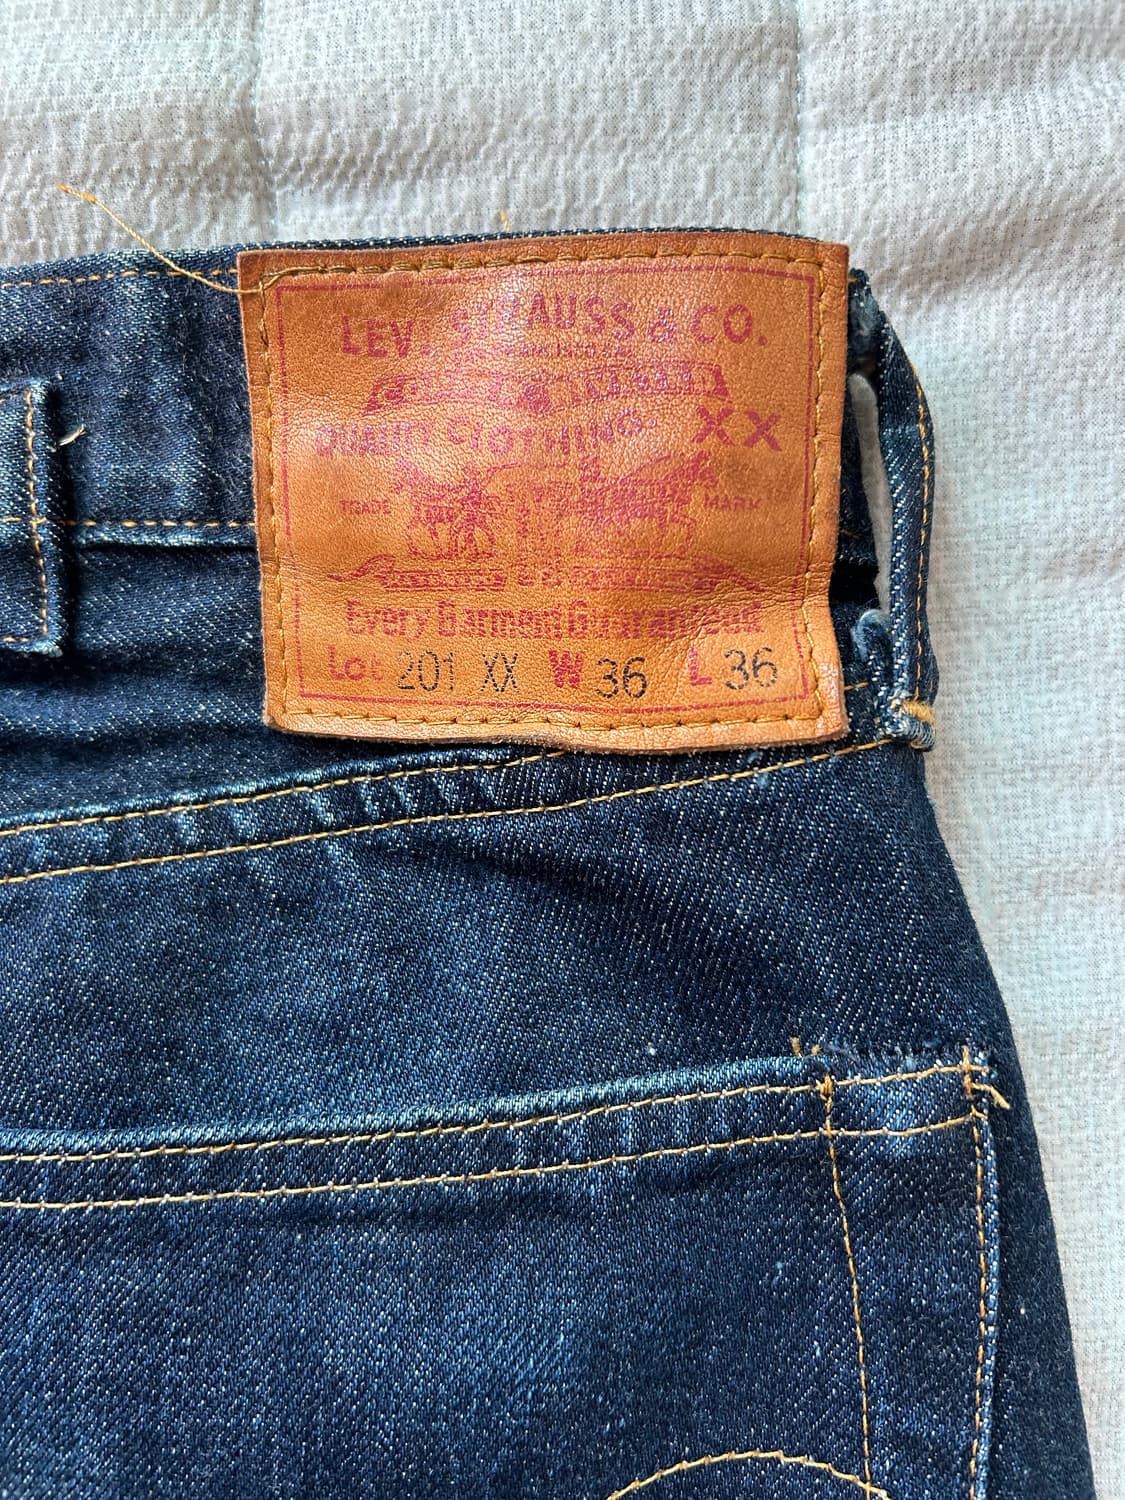 LEVI STRAUSS & CO.
QUALITY CLOTHING. XX
TRADE MARK
Every Garment Guaranteed
Lot 201 XX W 36 L 36